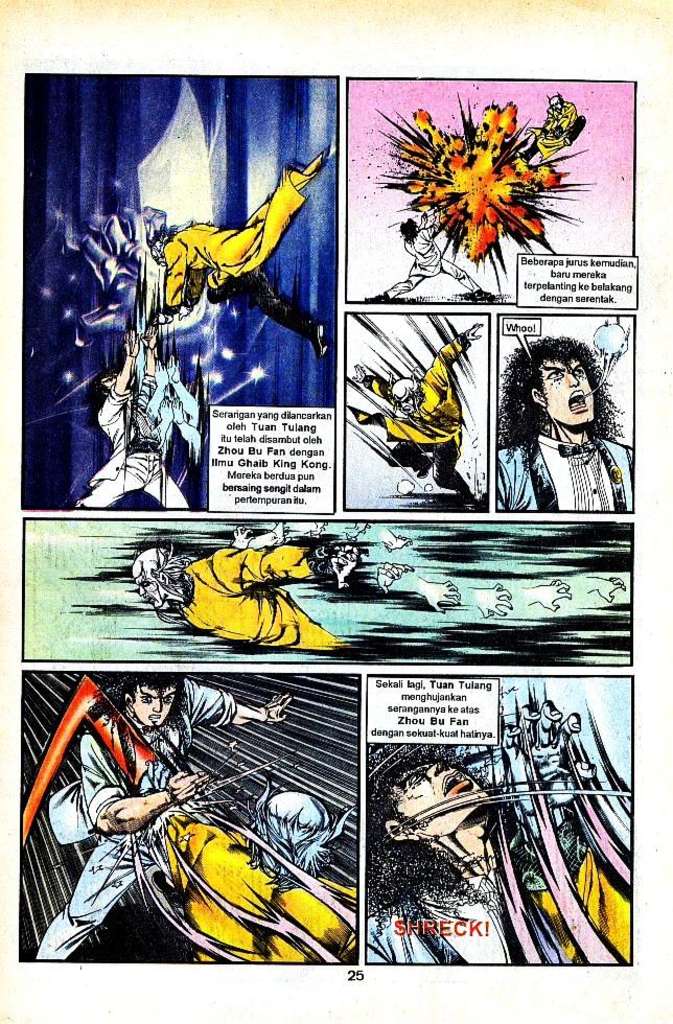 Serangan yang dilancarkan
oleh Tuan Tulang
itu telah disambut oleh
Zhou Bu Fan dengan
Ilmu Ghaib King Kong.
Mereka berdua pun
bersaing sengit dalam
pertempuran itu.
Beberapa jurus kemudian,
baru mereka
terpelanting ke belakang
dengan serentak.
Whoo!
Sekali lagi, Tuan Tulang
menghujankan
serangannya ke atas
Zhou Bu Fan
dengan sekuat-kuat hatinya.
SHRECK!
25